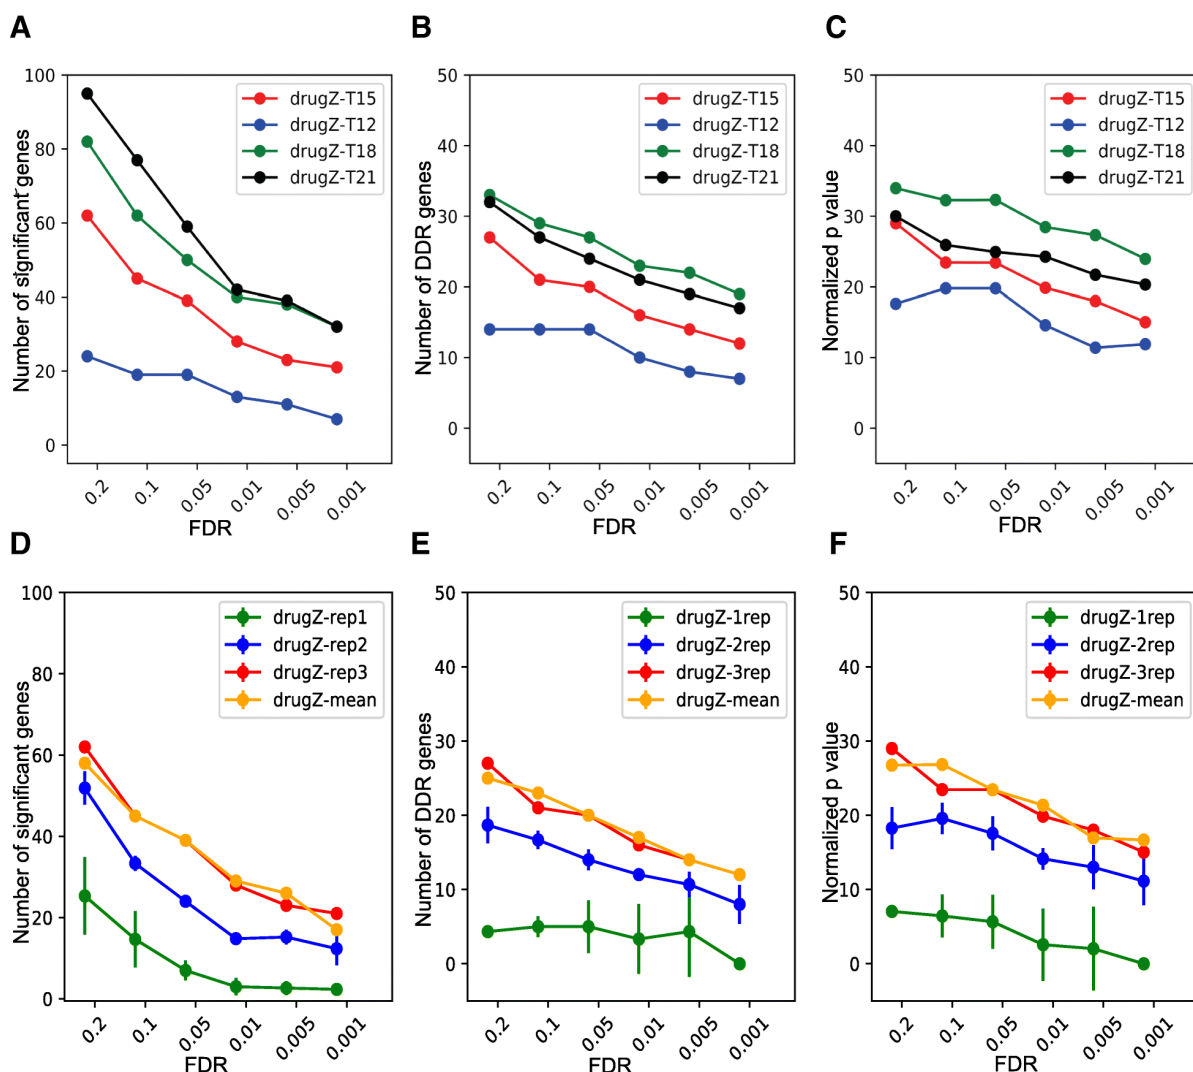 A
Number of significant genes
100
80
60
40
20
0
drugZ-T15
drugZ-T12
drugZ-T18
drugZ-T21
0.2
0.1
0.05
0.01
0.005
0.001
FDR
B
Number of DDR genes
50
40
30
20
10
0
drugZ-T15
drugZ-T12
drugZ-T18
drugZ-T21
0.2
0.1
0.05
0.01
0.005
0.001
FDR
C
Normalized p value
50
40
30
20
10
0
drugZ-T15
drugZ-T12
drugZ-T18
drugZ-T21
0.2
0.1
0.05
0.01
0.005
0.001
FDR
D
Number of significant genes
100
80
60
40
20
0
drugZ-rep1
drugZ-rep2
drugZ-rep3
drugZ-mean
0.2
0.1
0.05
0.01
0.005
0.001
FDR
E
Number of DDR genes
50
40
30
20
10
0
drugZ-1rep
drugZ-2rep
drugZ-3rep
drugZ-mean
0.2
0.1
0.05
0.01
0.005
0.001
FDR
F
Normalized p value
50
40
30
20
10
0
drugZ-1rep
drugZ-2rep
drugZ-3rep
drugZ-mean
0.2
0.1
0.05
0.01
0.005
0.001
FDR